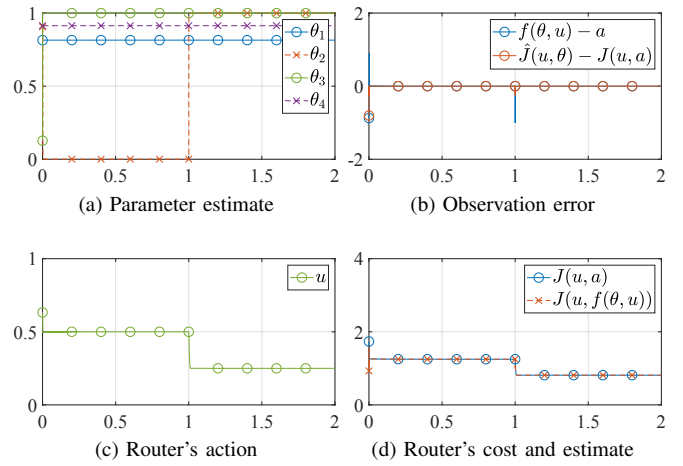 1
0.5
0
0 0.5 1 1.5 2
θ₁
θ₂
θ₃
θ₄
(a) Parameter estimate
2
0
-2
0 0.5 1 1.5 2
f(θ, u) − a
Ĵ(u, θ) − J(u, a)
(b) Observation error
1
0.5
0
0 0.5 1 1.5 2
u
(c) Router's action
4
2
0
0 0.5 1 1.5 2
J(u, a)
J(u, f(θ, u))
(d) Router's cost and estimate